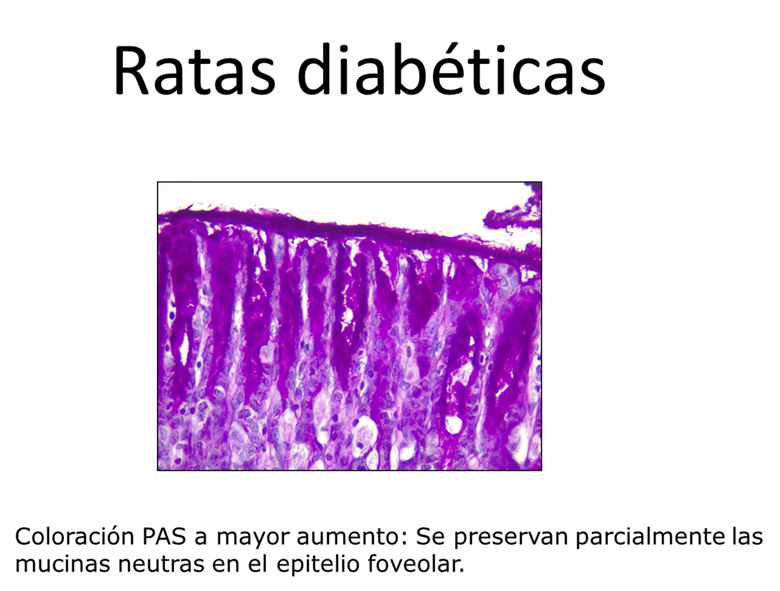 Ratas diabéticas
Coloración PAS a mayor aumento: Se preservan parcialmente las
mucinas neutras en el epitelio foveolar.